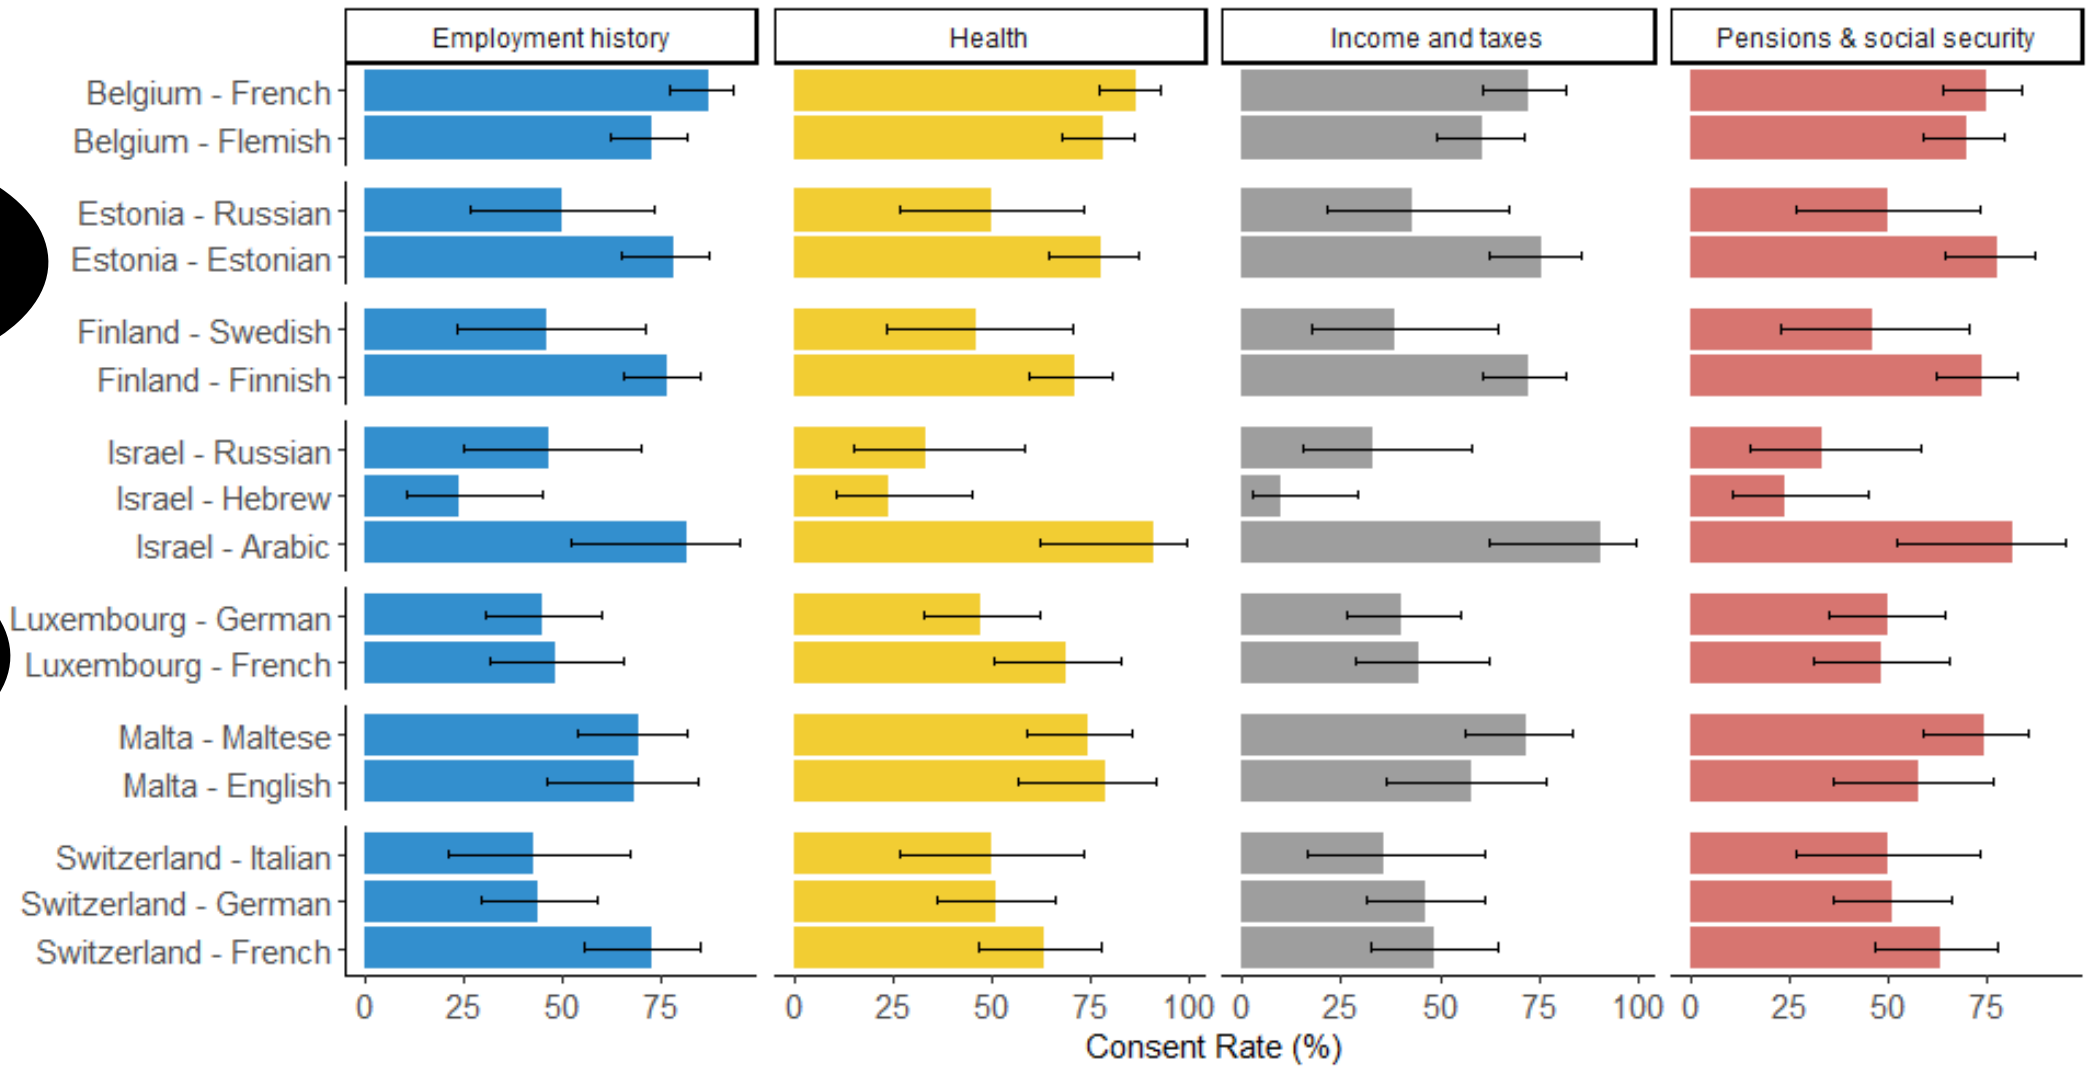 Employment history Health Income and taxes Pensions & social security
Belgium - French
Belgium - Flemish
Estonia - Russian
Estonia - Estonian
Finland - Swedish
Finland - Finnish
Israel - Russian
Israel - Hebrew
Israel - Arabic
Luxembourg - German
Luxembourg - French
Malta - Maltese
Malta - English
Switzerland - Italian
Switzerland - German
Switzerland - French
0 25 50 75 0 25 50 75 100 0 25 50 75 100 0 25 50 75
Consent Rate (%)